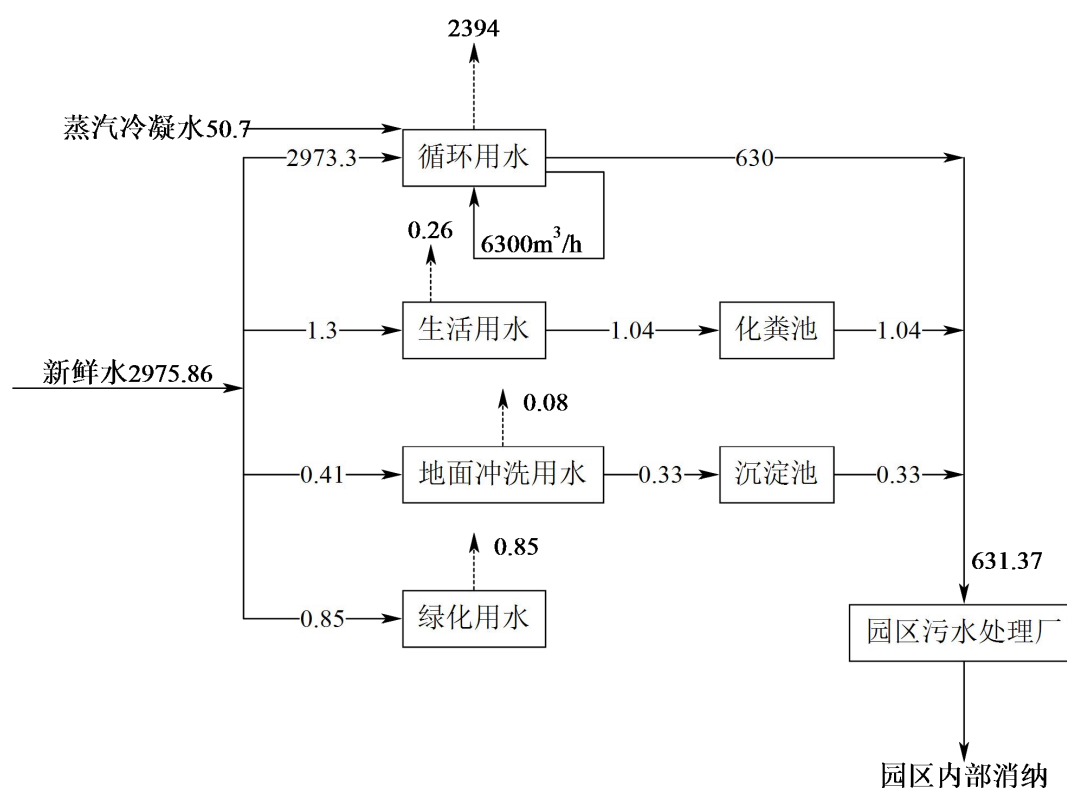 2394
蒸汽冷凝水50.7
2973.3
循环用水
630
6300m³/h
0.26
1.3
生活用水
1.04
化粪池
1.04
新鲜水2975.86
0.08
0.41
地面冲洗用水
0.33
沉淀池
0.33
0.85
631.37
0.85
绿化用水
园区污水处理厂
园区内部消纳